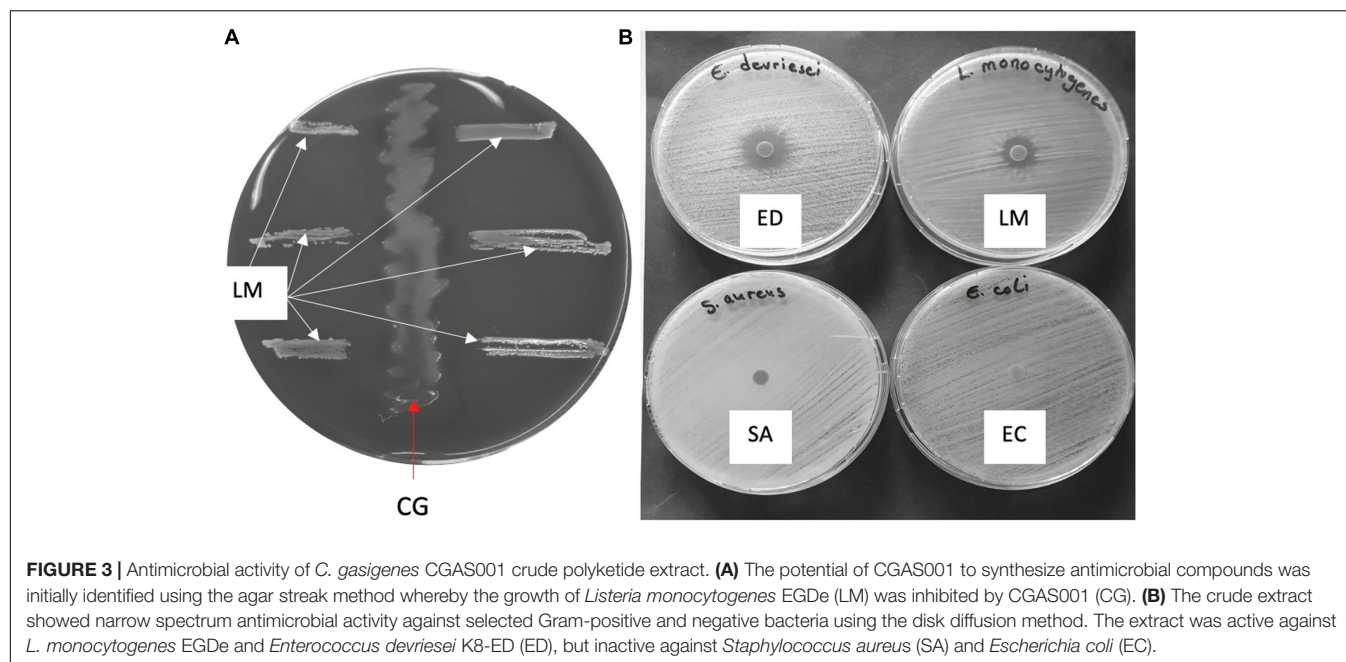 A
B
E. devriesei
L. monocytogenes
ED
LM
LM
S. aureus
E. coli
SA
EC
CG
FIGURE 3 | Antimicrobial activity of C. gasigenes CGAS001 crude polyketide extract. (A) The potential of CGAS001 to synthesize antimicrobial compounds was
initially identified using the agar streak method whereby the growth of Listeria monocytogenes EGDe (LM) was inhibited by CGAS001 (CG). (B) The crude extract
showed narrow spectrum antimicrobial activity against selected Gram-positive and negative bacteria using the disk diffusion method. The extract was active against
L. monocytogenes EGDe and Enterococcus devriesei K8-ED (ED), but inactive against Staphylococcus aureus (SA) and Escherichia coli (EC).